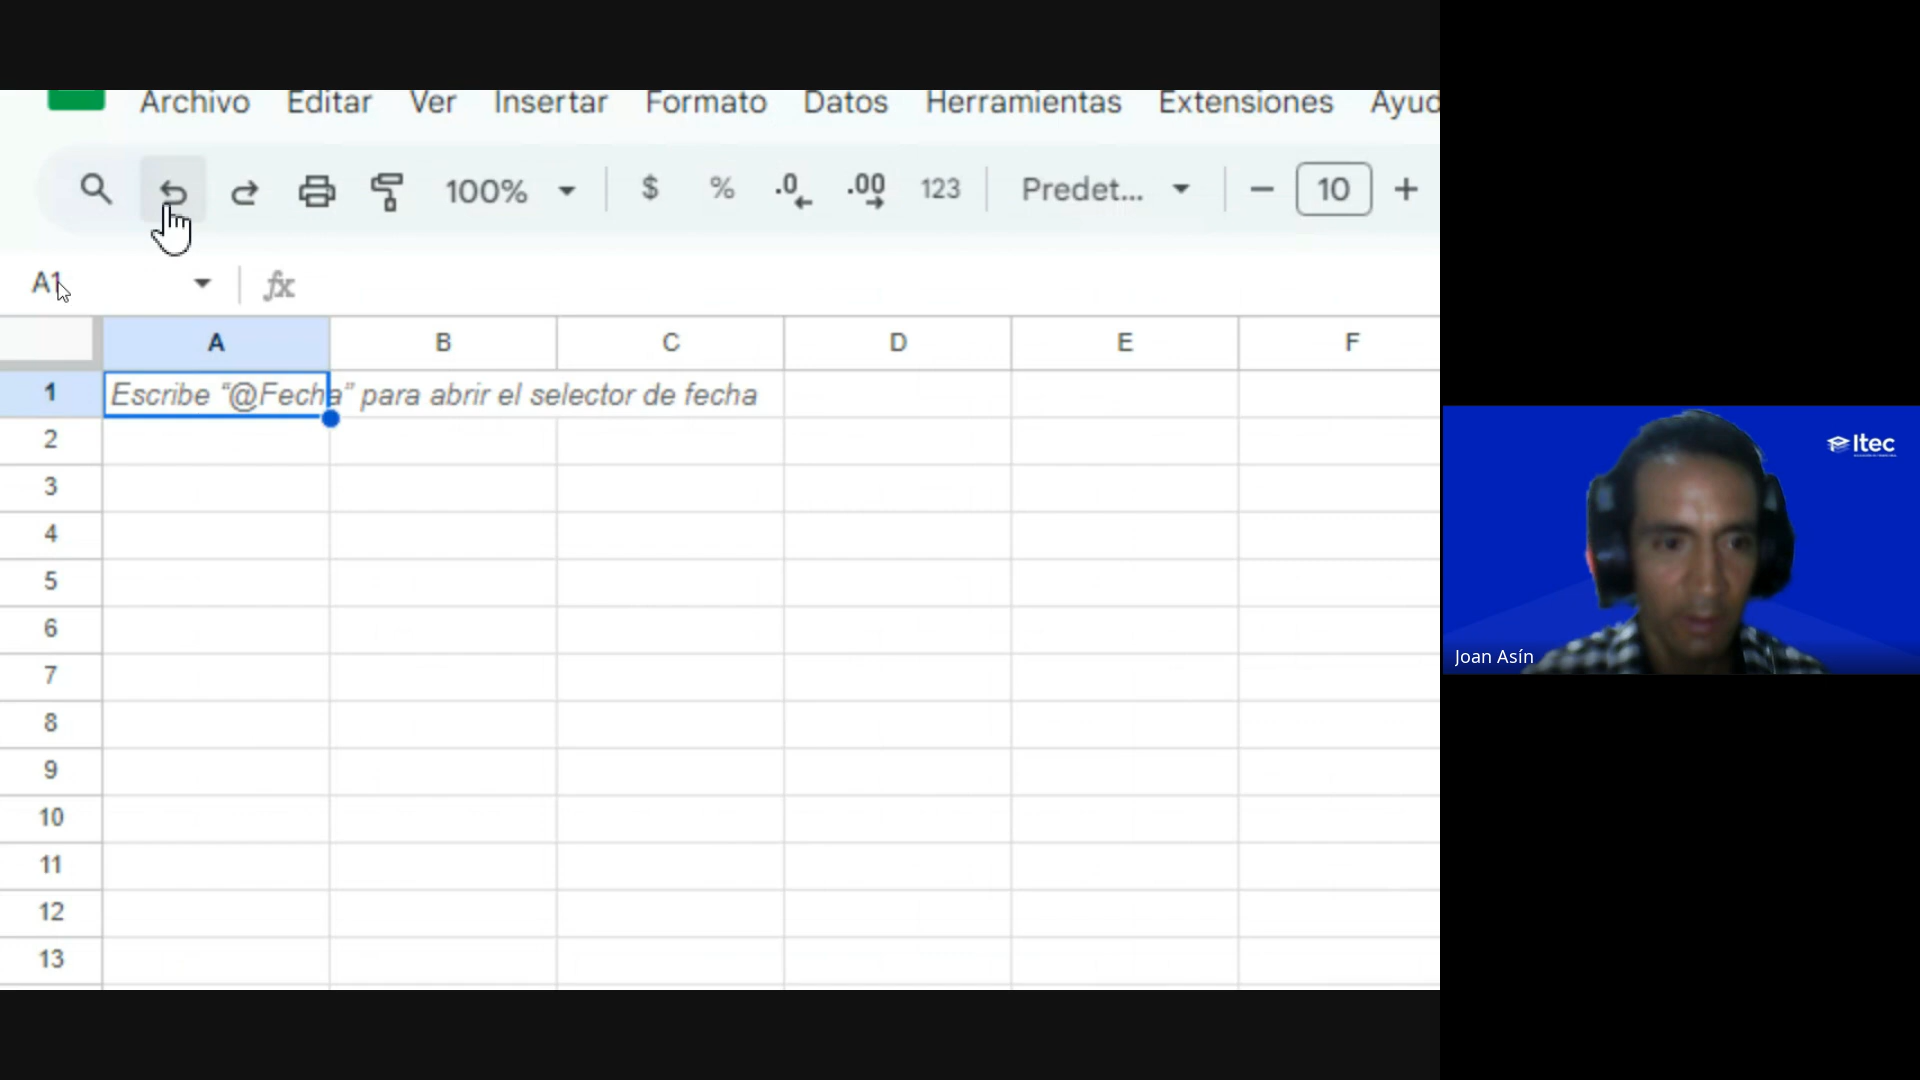 Archivo Editar Ver Insertar Formato Datos Herramientas Extensiones Ayud
100% $ % .0 .00 123 Predet... 10
A1 fx
A B C D E F
1 Escribe “@Fecha” para abrir el selector de fecha
2
3
4
5
6
7
8
9
10
11
12
13
Itec
Joan Asín